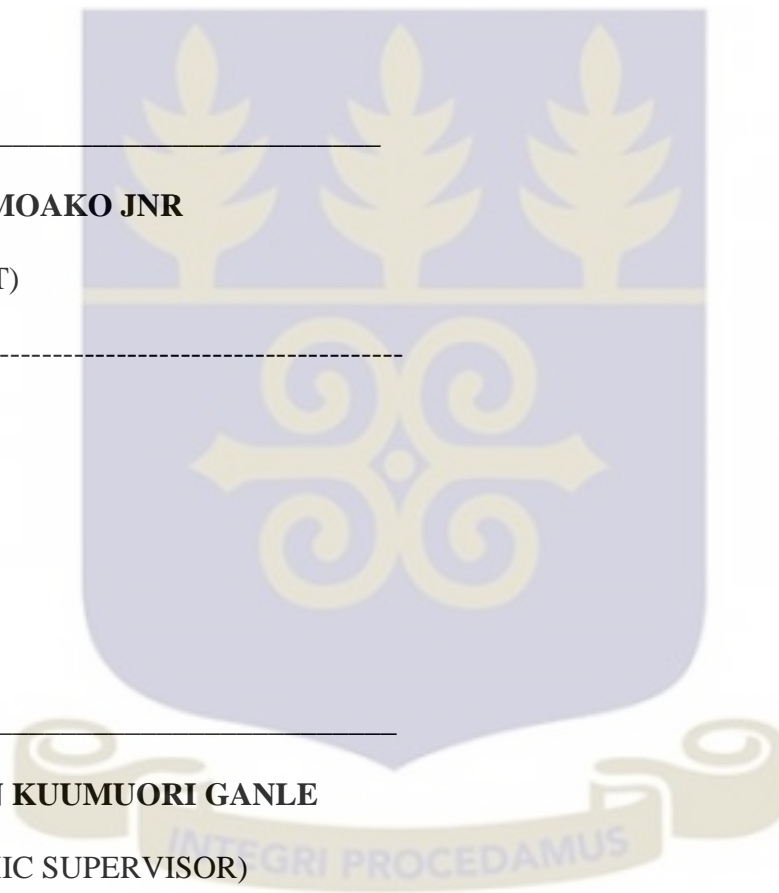 MOAKO JNR
T)
N KUUMUORI GANLE
IC SUPERVISOR)
INTEGRI PROCEDAMUS